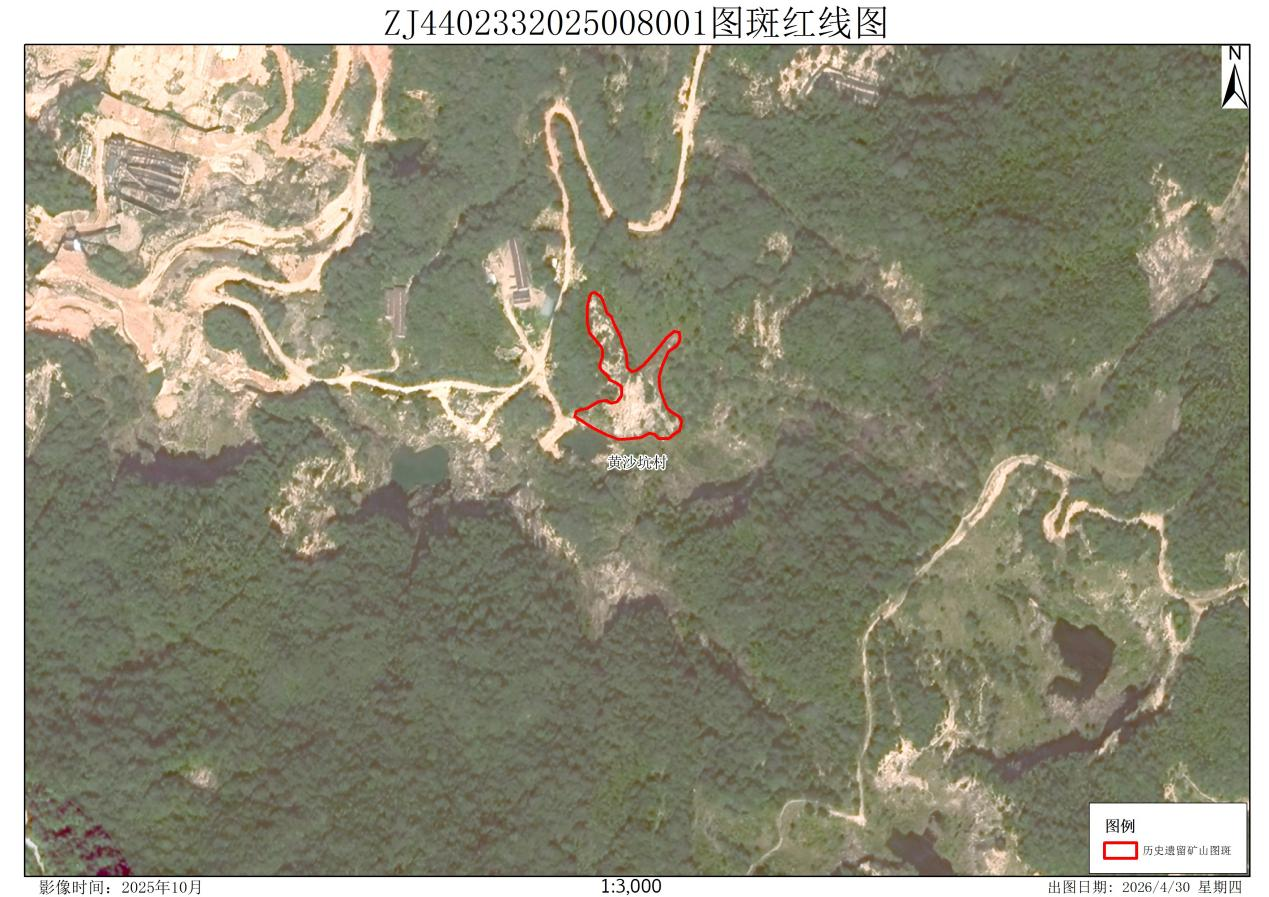 ZJ4402332025008001图斑红线图
N
黄沙坑村
图例
历史遗留矿山图斑
影像时间：2025年10月
1:3,000
出图日期：2026/4/30 星期四